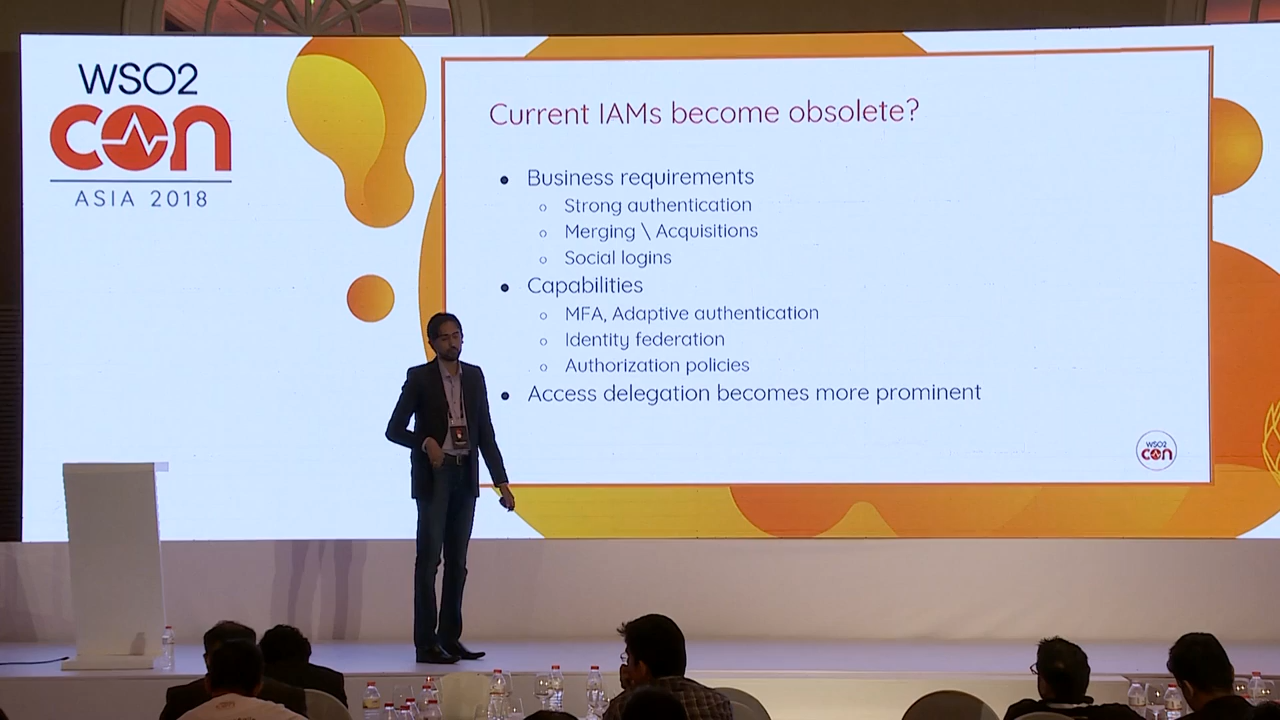 WSO2
con
ASIA 2018
Current IAMs become obsolete?
Business requirements
Strong authentication
Merging \ Acquisitions
Social logins
Capabilities
MFA, Adaptive authentication
Identity federation
Authorization policies
Access delegation becomes more prominent
WSO2
con